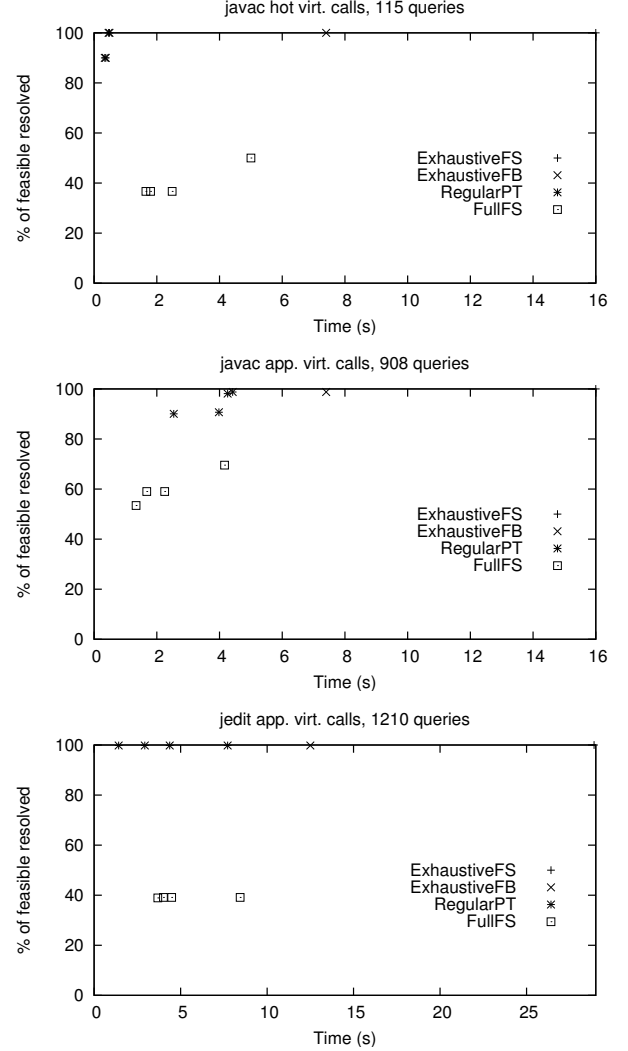 javac hot virt. calls, 115 queries
100
80
60
40
20
0
% of feasible resolved
ExhaustiveFS
ExhaustiveFB
RegularPT
FullFS
0 2 4 6 8 10 12 14 16
Time (s)
javac app. virt. calls, 908 queries
100
80
60
40
20
0
% of feasible resolved
ExhaustiveFS
ExhaustiveFB
RegularPT
FullFS
0 2 4 6 8 10 12 14 16
Time (s)
jedit app. virt. calls, 1210 queries
100
80
60
40
20
0
% of feasible resolved
ExhaustiveFS
ExhaustiveFB
RegularPT
FullFS
0 5 10 15 20 25
Time (s)